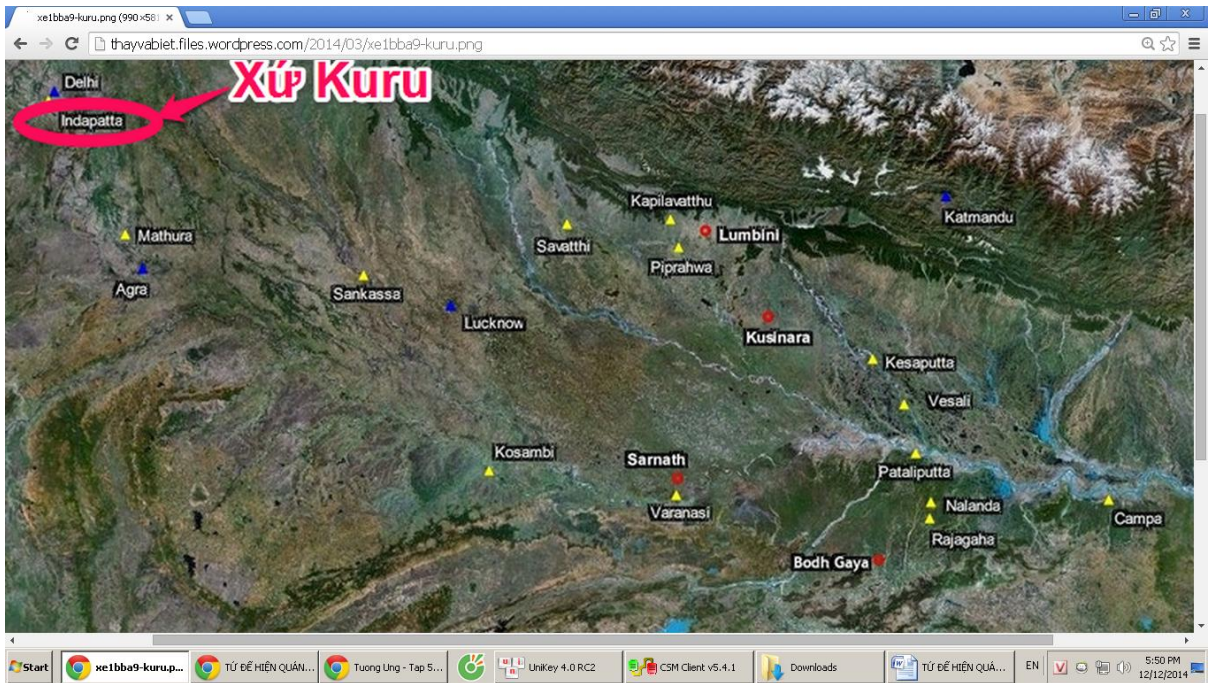 xe1bba9-kuru.png (990×58
thayvabiet.files.wordpress.com/2014/03/xe1bba9-kuru.png
Xứ Kuru
Delhi
Indapatta
Kapilavatthu
Katmandu
Mathura
Savatthi
Lumbini
Piprahwa
Agra
Sankassa
Lucknow
Kusinara
Kesaputta
Vesali
Kosambi
Sarnath
Pataliputta
Varanasi
Nalanda
Campa
Rajagaha
Bodh Gaya
Start
xe1bba9-kuru.p...
TỨ ĐẾ HIỆN QUÁN...
Tuong Ung - Tap 5...
UniKey 4.0 RC2
CSM Client v5.4.1
Downloads
TỨ ĐẾ HIỆN QUÁ...
EN
V
5:50 PM
12/12/2014